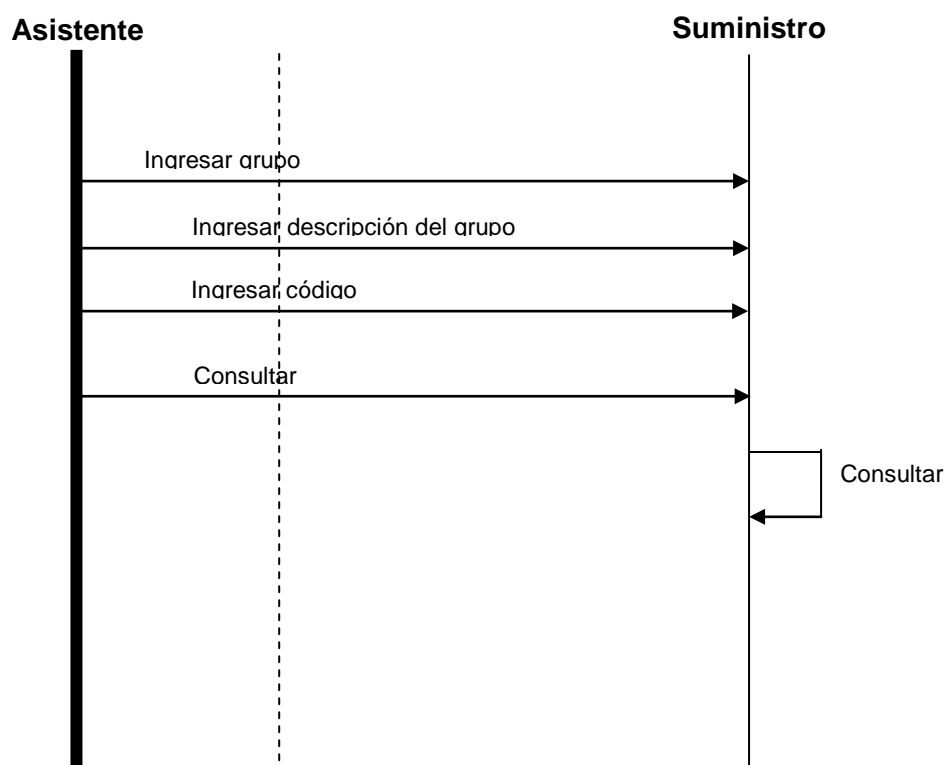 Asistente
Suministro
Ingresar grupo
Ingresar descripción del grupo
Ingresar código
Consultar
Consultar